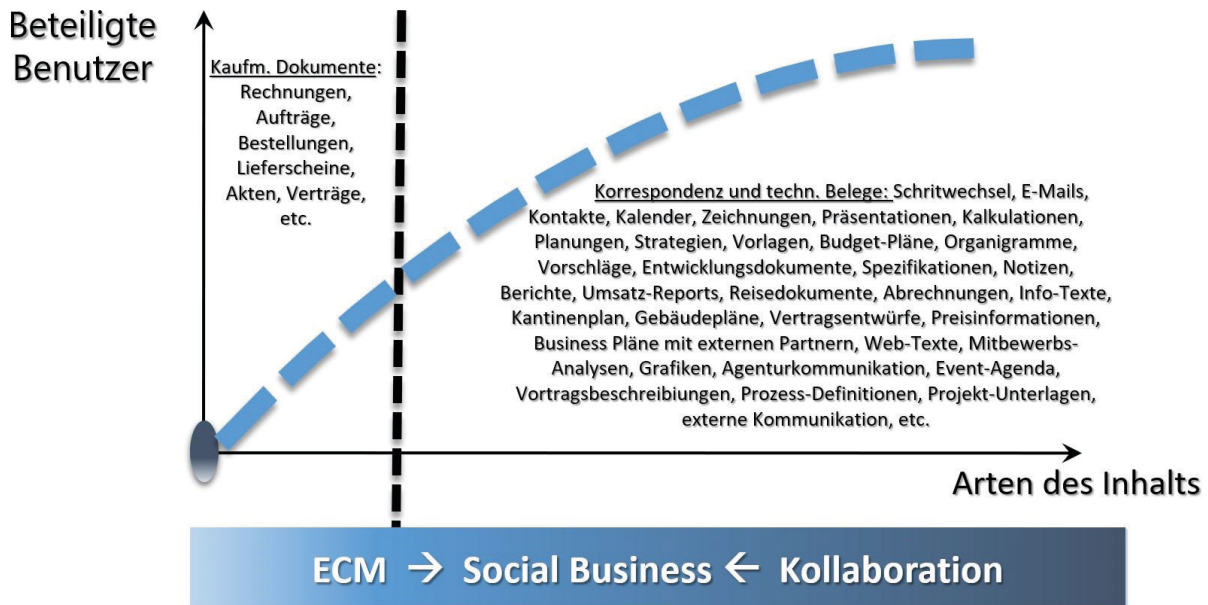 Beteiligte
Benutzer
Kaufm. Dokumente:
Rechnungen,
Aufträge,
Bestellungen,
Lieferscheine,
Akten, Verträge,
etc.
Korrespondenz und techn. Belege: Schritwechsel, E-Mails,
Kontakte, Kalender, Zeichnungen, Präsentationen, Kalkulationen,
Planungen, Strategien, Vorlagen, Budget-Pläne, Organigramme,
Vorschläge, Entwicklungsdokumente, Spezifikationen, Notizen,
Berichte, Umsatz-Reports, Reisedokumente, Abrechnungen, Info-Texte,
Kantinenplan, Gebäudepläne, Vertragsentwürfe, Preisinformationen,
Business Pläne mit externen Partnern, Web-Texte, Mitbewerbs-
Analysen, Grafiken, Agenturkommunikation, Event-Agenda,
Vortragsbeschreibiungen, Prozess-Definitionen, Projekt-Unterlagen,
externe Kommunikation, etc.
Arten des Inhalts
ECM → Social Business ← Kollaboration